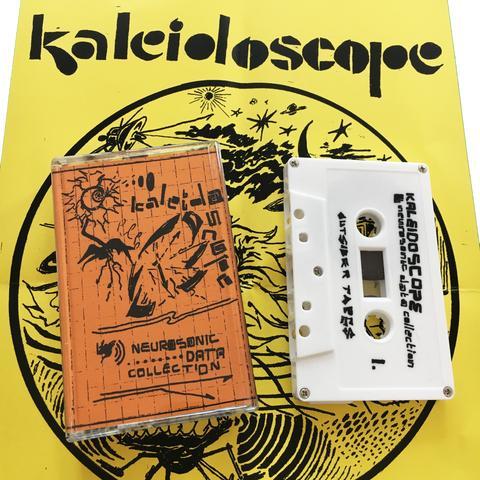 kaleidoscope
kaleidoscope
NEUROSONIC
DATA
COLLECTION
KALEIDOSCOPE
neurosonic data collection
OUTSIDER TAPES
1.